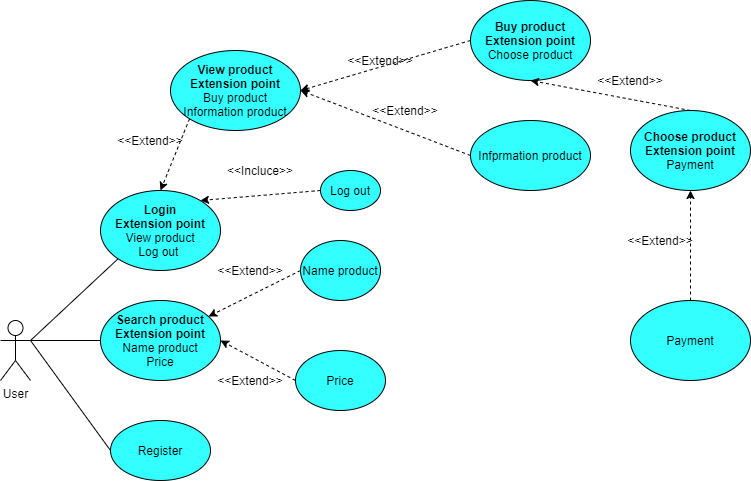 Buy product
Extension point
Choose product
<<Extend>>
View product
Extension point
Buy product
Information product
<<Extend>>
<<Extend>>
Choose product
Extension point
Payment
<<Extend>>
Infprmation product
<<Incluce>>
Log out
Login
Extension point
View product
Log out
<<Extend>>
<<Extend>>
Name product
Search product
Extension point
Name product
Price
Payment
<<Extend>>
Price
User
Register